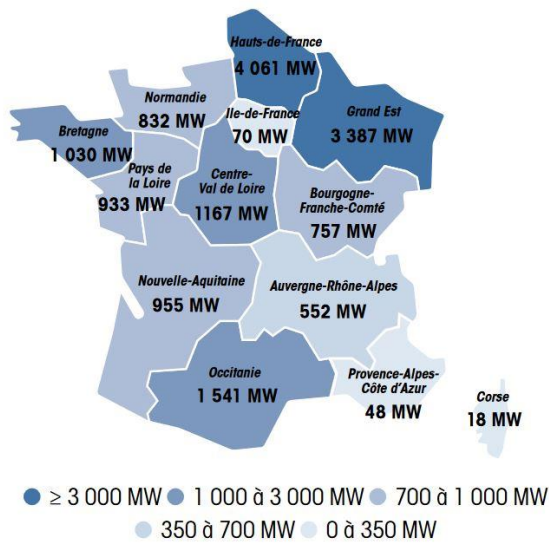 Hauts-de-France
4 061 MW
Normandie
832 MW
Ile-de-France
70 MW
Grand Est
3 387 MW
Bretagne
1 030 MW
Pays de
la Loire
933 MW
Centre-
Val de Loire
1167 MW
Bourgogne-
Franche-Comté
757 MW
Nouvelle-Aquitaine
955 MW
Auvergne-Rhône-Alpes
552 MW
Occitanie
1 541 MW
Provence-Alpes-
Côte d'Azur
48 MW
Corse
18 MW
≥ 3 000 MW 1 000 à 3 000 MW 700 à 1 000 MW
350 à 700 MW 0 à 350 MW